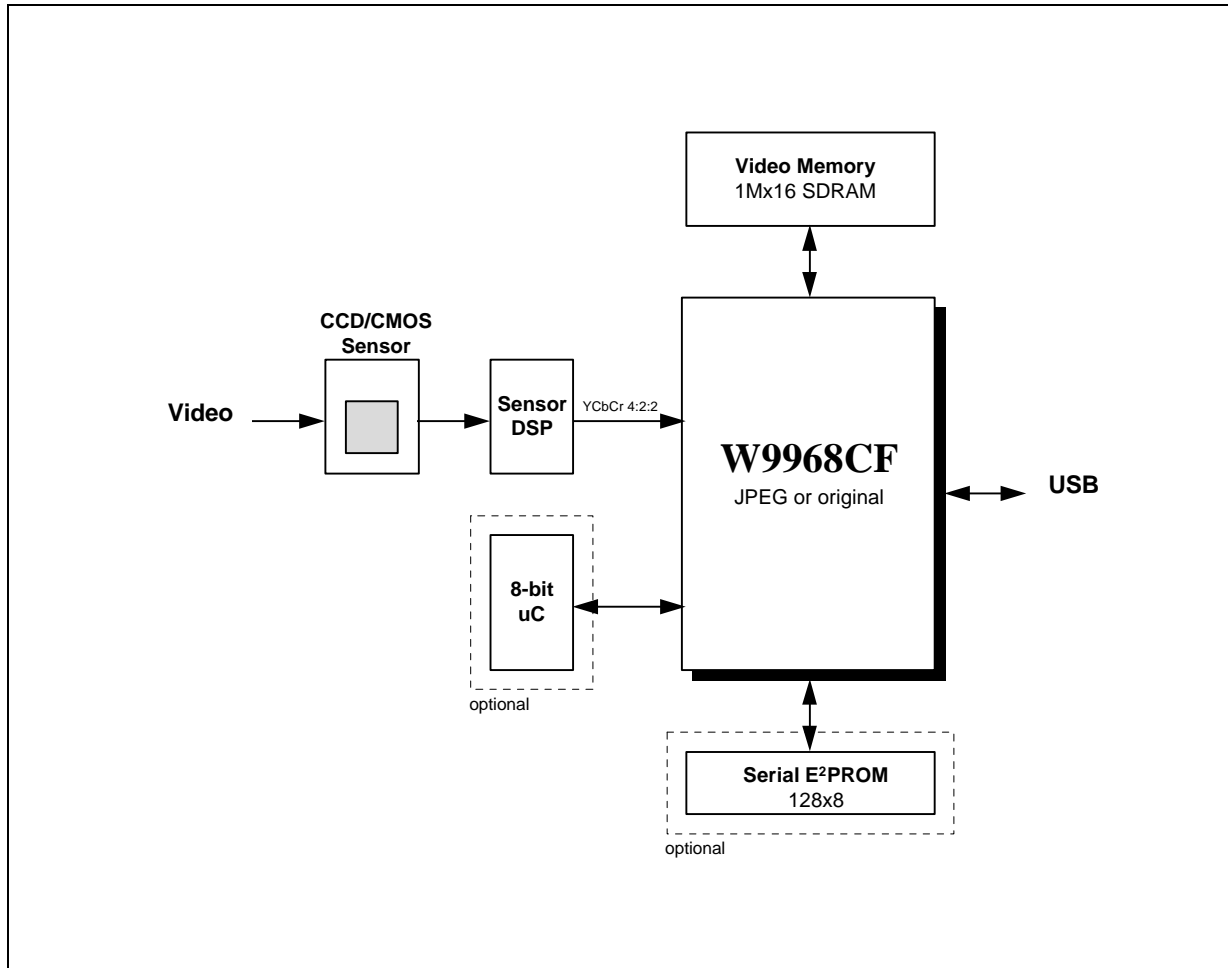 Video Memory
1Mx16 SDRAM
CCD/CMOS
Sensor
Video
Sensor
DSP
YCbCr 4:2:2
W9968CF
JPEG or original
USB
8-bit
uC
optional
Serial E²PROM
128x8
optional